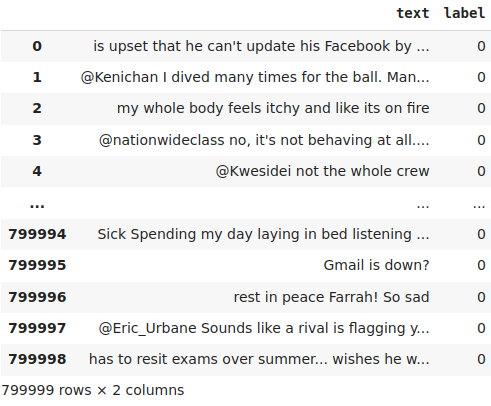 text label
0 is upset that he can't update his Facebook by ... 0
1 @Kenichan I dived many times for the ball. Man... 0
2 my whole body feels itchy and like its on fire 0
3 @nationwideclass no, it's not behaving at all.... 0
4 @Kwesidei not the whole crew 0
... ... ...
799994 Sick Spending my day laying in bed listening ... 0
799995 Gmail is down? 0
799996 rest in peace Farrah! So sad 0
799997 @Eric_Urbane Sounds like a rival is flagging y... 0
799998 has to resit exams over summer... wishes he w... 0
799999 rows × 2 columns